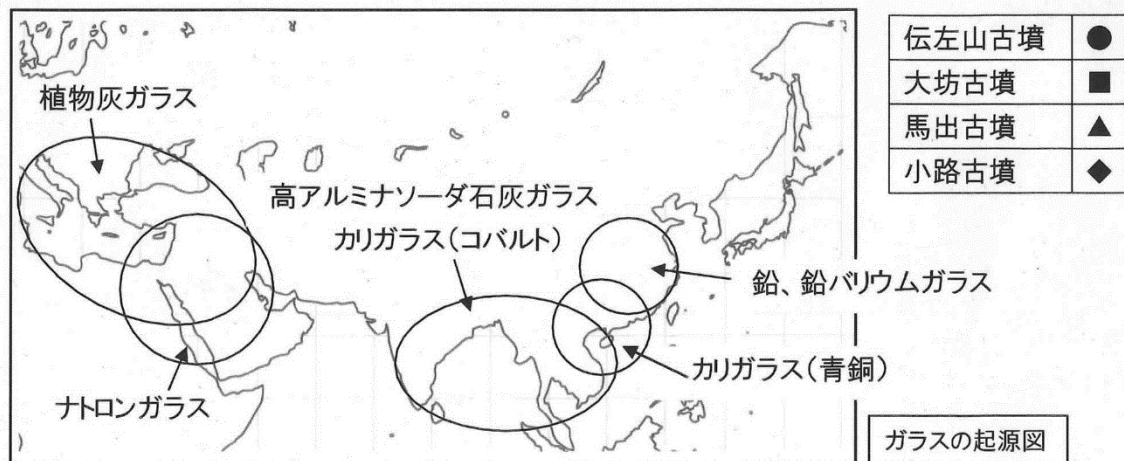 植物灰ガラス
高アルミナソーダ石灰ガラス
カリガラス(コバルト)
鉛、鉛バリウムガラス
カリガラス(青銅)
ナトロンガラス
ガラスの起源図
伝左山古墳 ●
大坊古墳 ■
馬出古墳 ▲
小路古墳 ◆